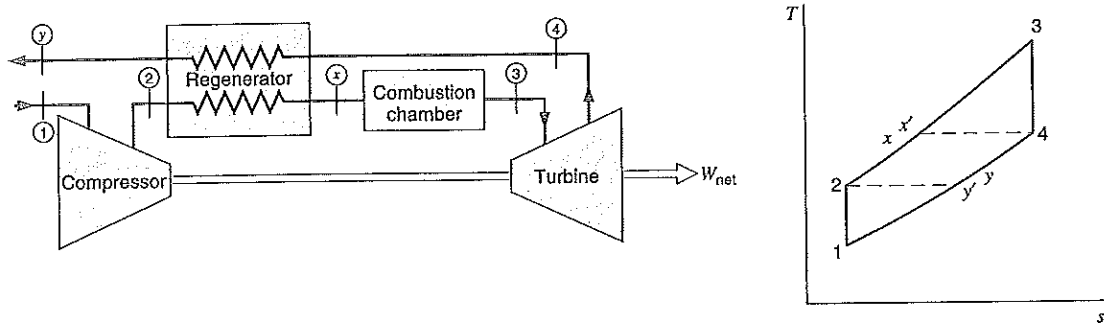 y
4
Regenerator
2
x
3
Combustion
chamber
1
Compressor
Turbine
W_net
T
3
x x'
4
2
y' y
1
s